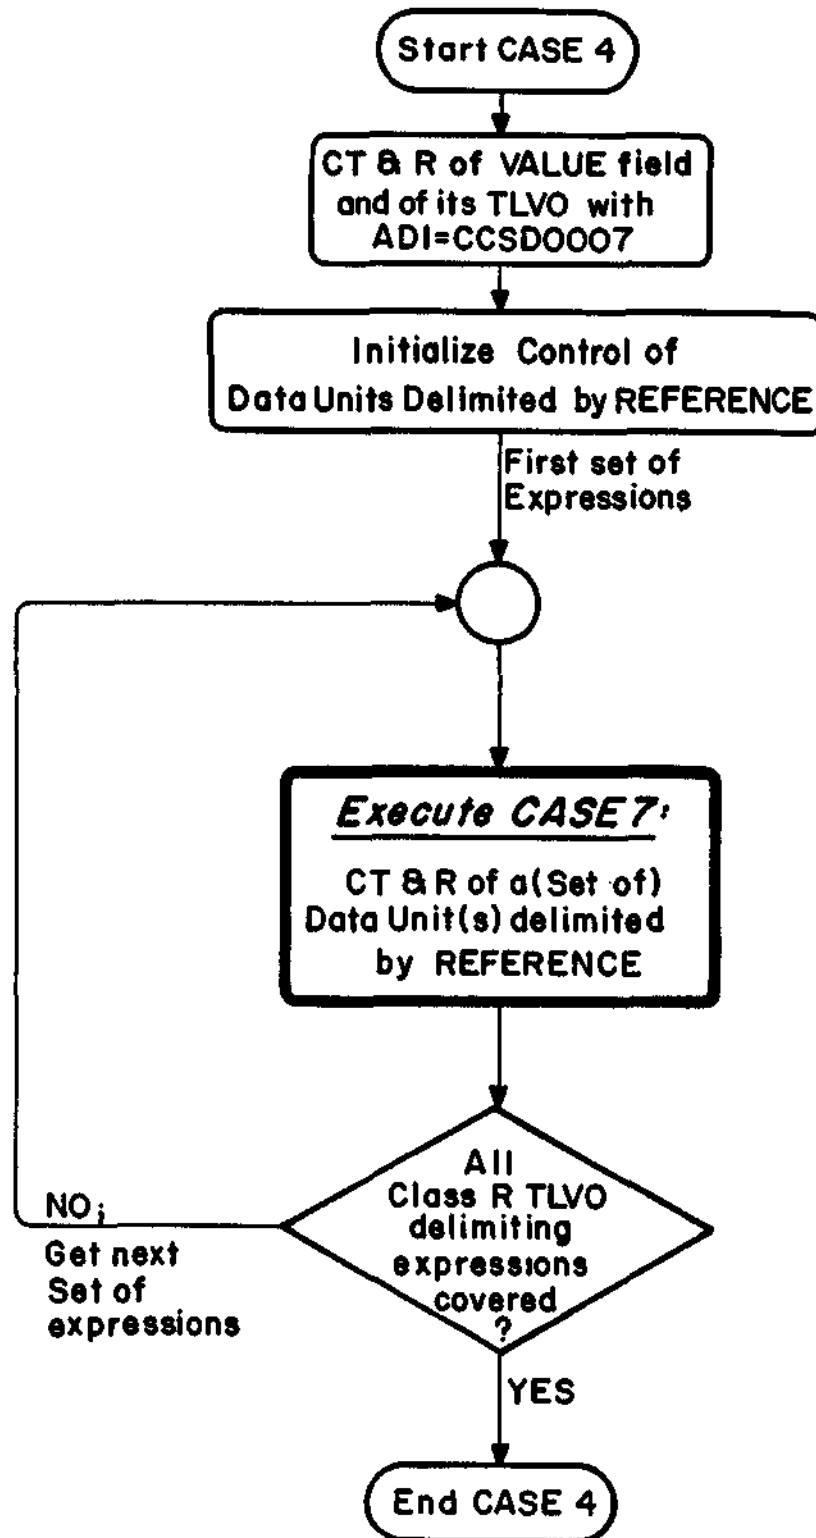 Start CASE 4
CT & R of VALUE field
and of its TLVO with
ADI=CCSD0007
Initialize Control of
Data Units Delimited by REFERENCE
First set of
Expressions
Execute CASE 7:
CT & R of a(Set of)
Data Unit(s) delimited
by REFERENCE
All
Class R TLVO
delimiting
expressions
covered
?
NO;
Get next
Set of
expressions
YES
End CASE 4